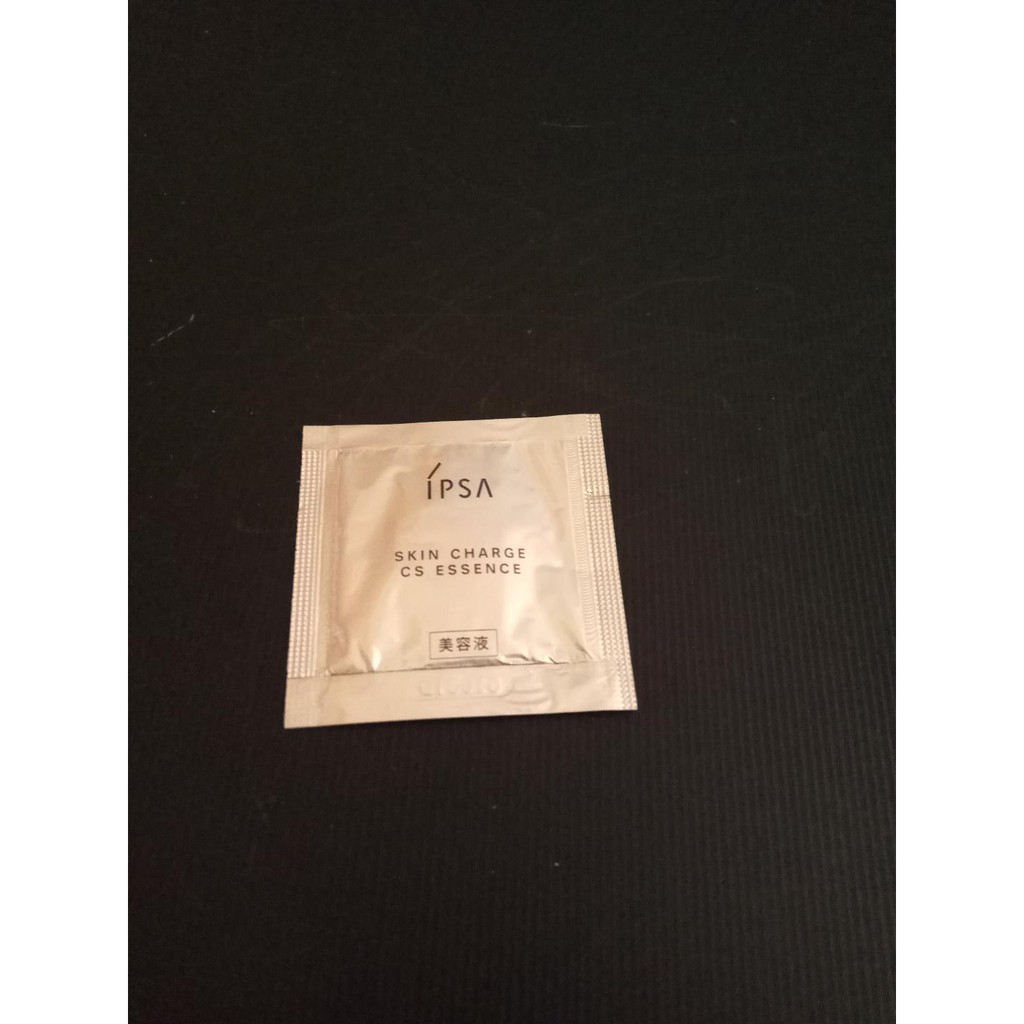 ÍPSA
SKIN CHARGE
CS ESSENCE
美容液